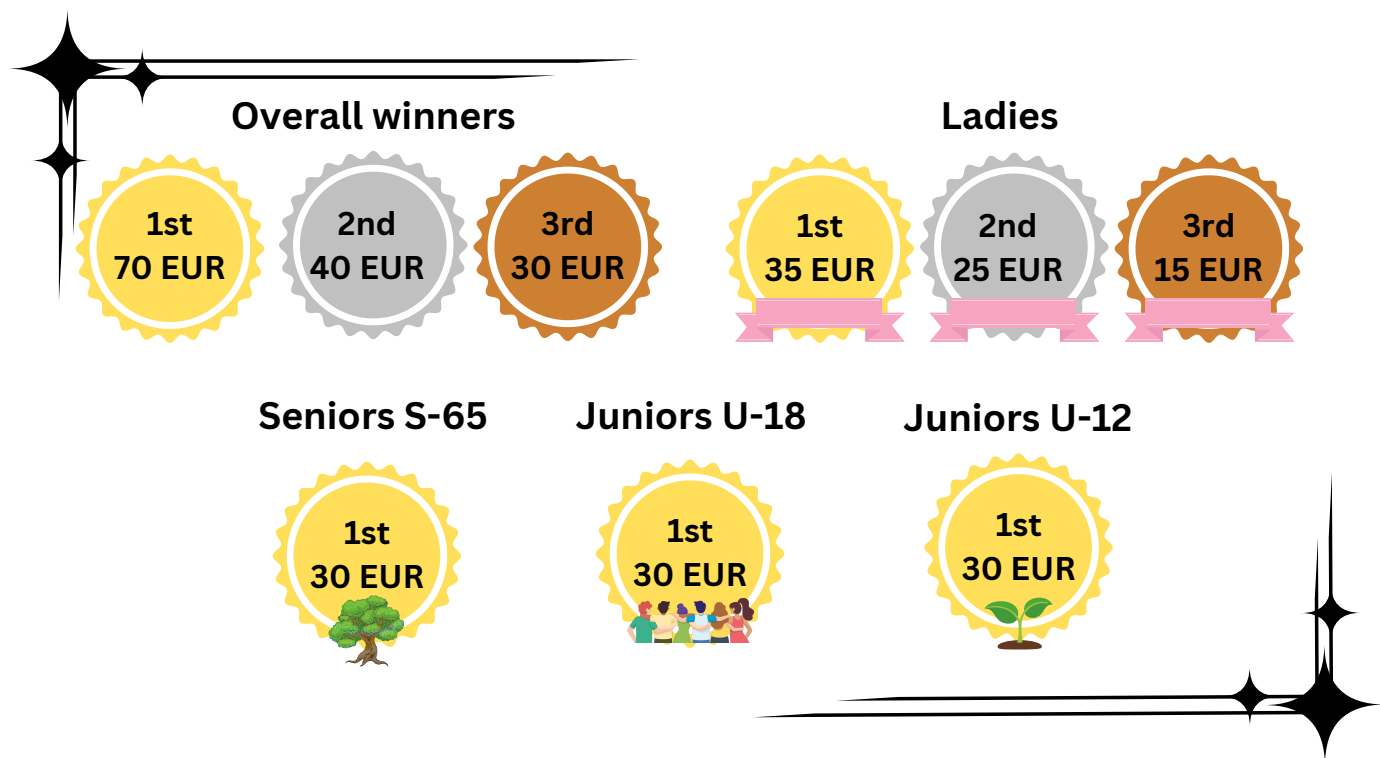 Overall winners
1st
70 EUR
2nd
40 EUR
3rd
30 EUR
Ladies
1st
35 EUR
2nd
25 EUR
3rd
15 EUR
Seniors S-65
1st
30 EUR
Juniors U-18
1st
30 EUR
Juniors U-12
1st
30 EUR